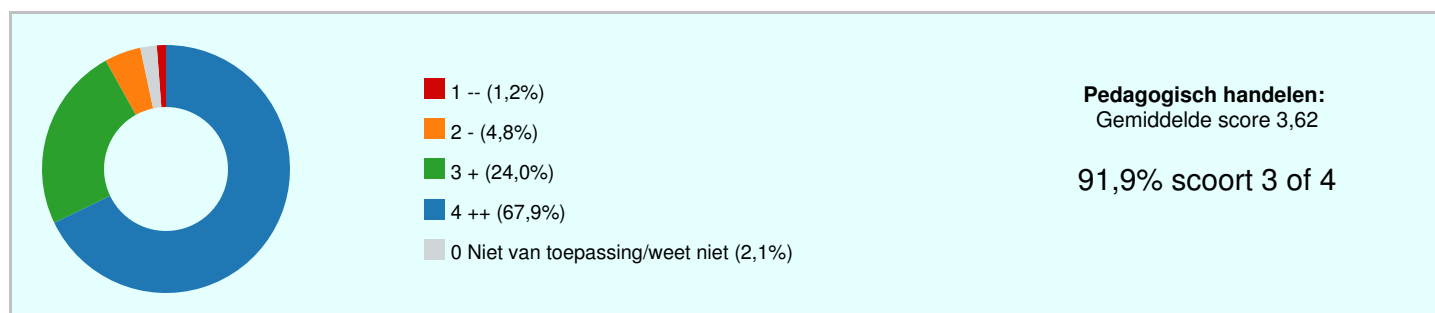 1 -- (1,2%)
2 - (4,8%)
3 + (24,0%)
4 ++ (67,9%)
0 Niet van toepassing/weet niet (2,1%)
Pedagogisch handelen:
Gemiddelde score 3,62
91,9% scoort 3 of 4